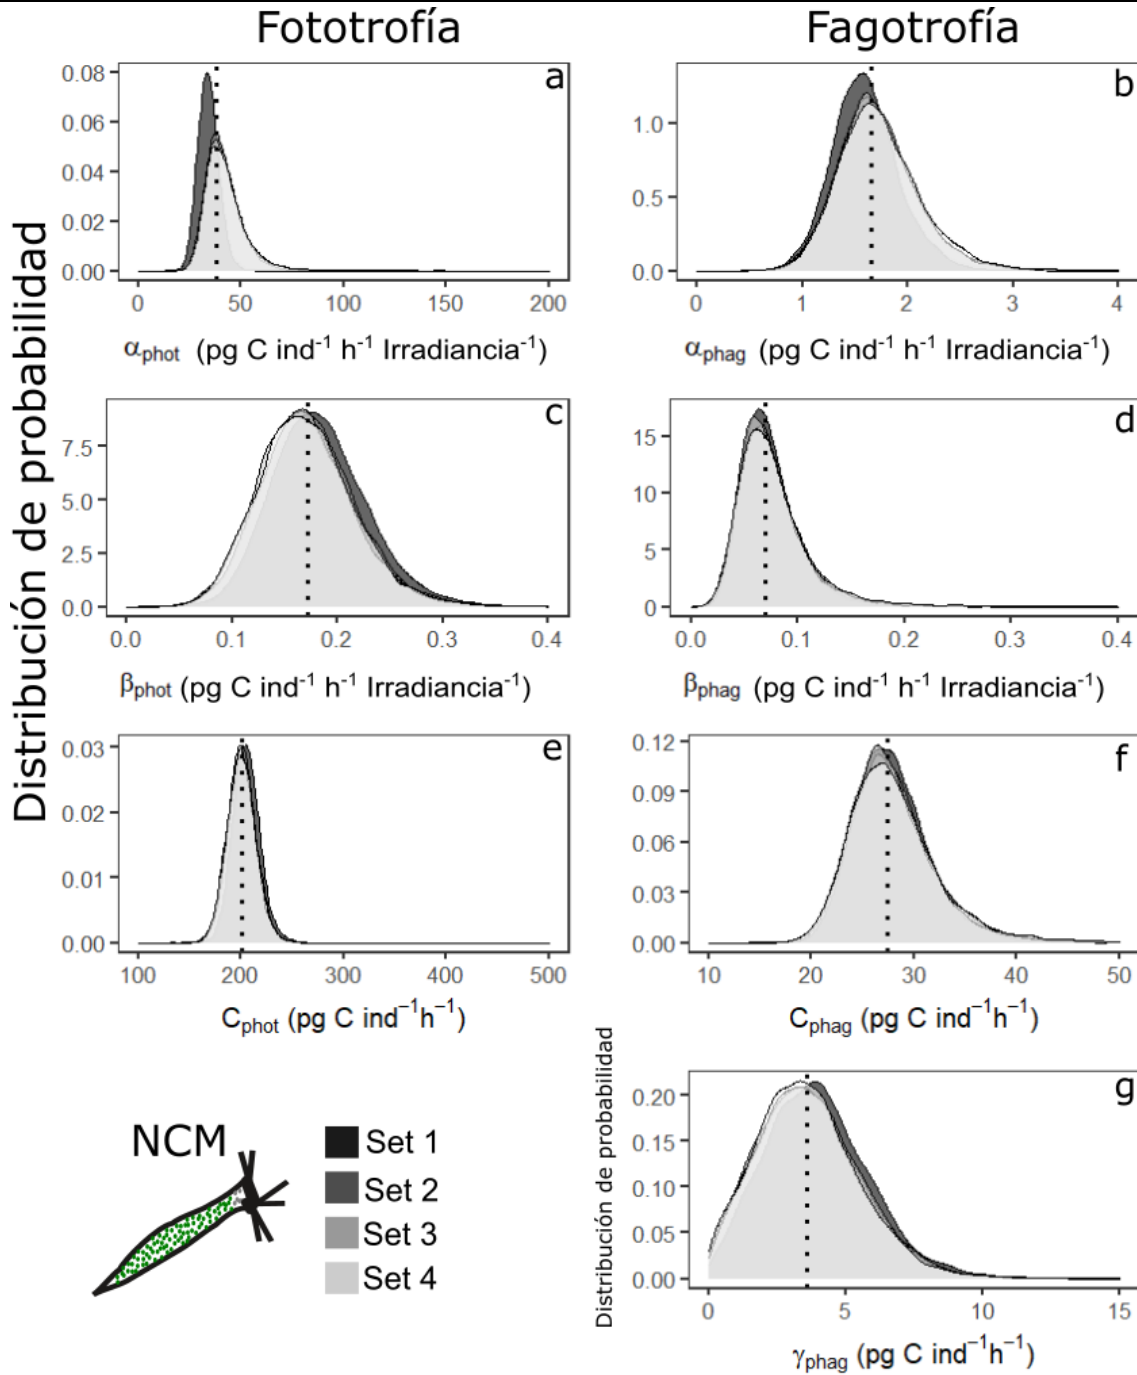 Fototrofía
Fagotrofía
Distribución de probabilidad
a
0.08
0.06
0.04
0.02
0.00
0 50 100 150 200
αphot (pg C ind⁻¹ h⁻¹ Irradiancia⁻¹)
b
1.0
0.5
0.0
0 1 2 3 4
αphag (pg C ind⁻¹ h⁻¹ Irradiancia⁻¹)
c
7.5
5.0
2.5
0.0
0.0 0.1 0.2 0.3 0.4
βphot (pg C ind⁻¹ h⁻¹ Irradiancia⁻¹)
d
15
10
5
0
0.0 0.1 0.2 0.3 0.4
βphag (pg C ind⁻¹ h⁻¹ Irradiancia⁻¹)
e
0.03
0.02
0.01
0.00
100 200 300 400 500
Cphot (pg C ind⁻¹h⁻¹)
f
0.12
0.09
0.06
0.03
0.00
10 20 30 40 50
Cphag (pg C ind⁻¹h⁻¹)
NCM
Set 1
Set 2
Set 3
Set 4
Distribución de probabilidad
g
0.20
0.15
0.10
0.05
0.00
0 5 10 15
γphag (pg C ind⁻¹h⁻¹)